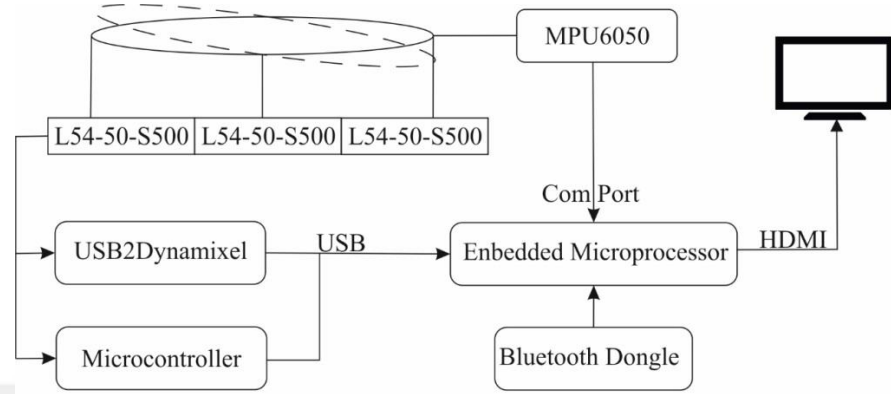 MPU6050
L54-50-S500 L54-50-S500 L54-50-S500
Com Port
USB2Dynamixel
USB
Enbedded Microprocessor
HDMI
Microcontroller
Bluetooth Dongle